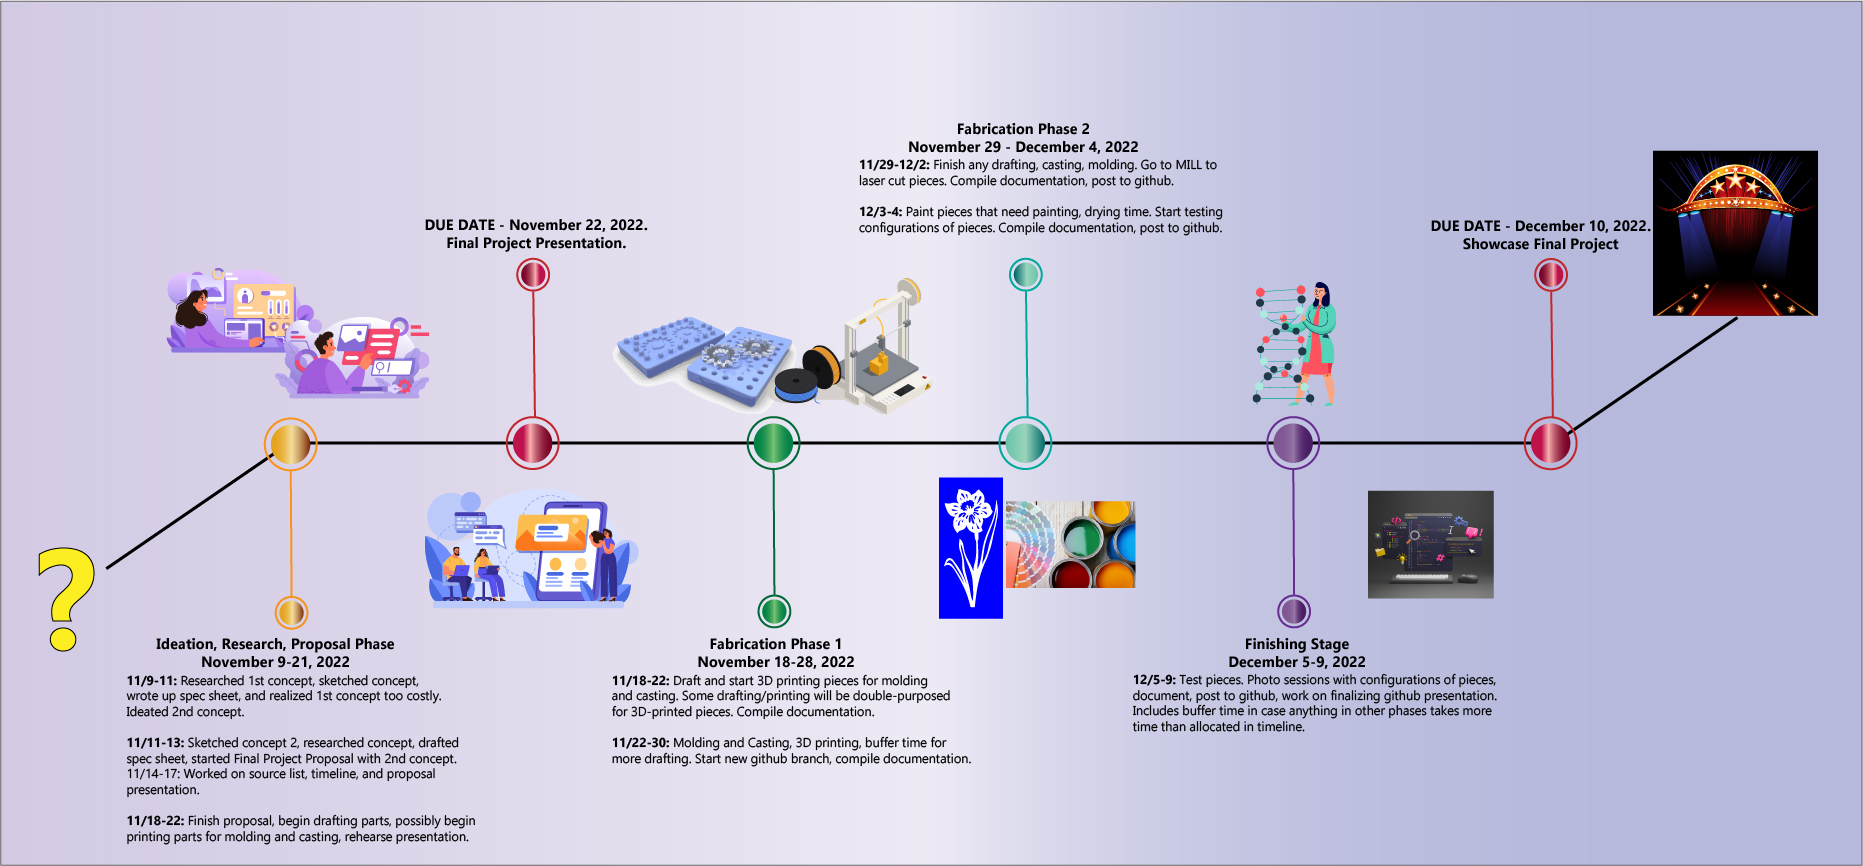 Fabrication Phase 2
November 29 - December 4, 2022
11/29-12/2: Finish any drafting, casting, molding. Go to MILL to
laser cut pieces. Compile documentation, post to github.
12/3-4: Paint pieces that need painting, drying time. Start testing
configurations of pieces. Compile documentation, post to github.
DUE DATE - November 22, 2022.
Final Project Presentation.
DUE DATE - December 10, 2022.
Showcase Final Project
?
Ideation, Research, Proposal Phase
November 9-21, 2022
11/9-11: Researched 1st concept, sketched concept,
wrote up spec sheet, and realized 1st concept too costly.
Ideated 2nd concept.
11/11-13: Sketched concept 2, researched concept, drafted
spec sheet, started Final Project Proposal with 2nd concept.
11/14-17: Worked on source list, timeline, and proposal
presentation.
11/18-22: Finish proposal, begin drafting parts, possibly begin
printing parts for molding and casting, rehearse presentation.
Fabrication Phase 1
November 18-28, 2022
11/18-22: Draft and start 3D printing pieces for molding
and casting. Some drafting/printing will be double-purposed
for 3D-printed pieces. Compile documentation.
11/22-30: Molding and Casting, 3D printing, buffer time for
more drafting. Start new github branch, compile documentation.
Finishing Stage
December 5-9, 2022
12/5-9: Test pieces. Photo sessions with configurations of pieces,
document, post to github, work on finalizing github presentation.
Includes buffer time in case anything in other phases takes more
time than allocated in timeline.